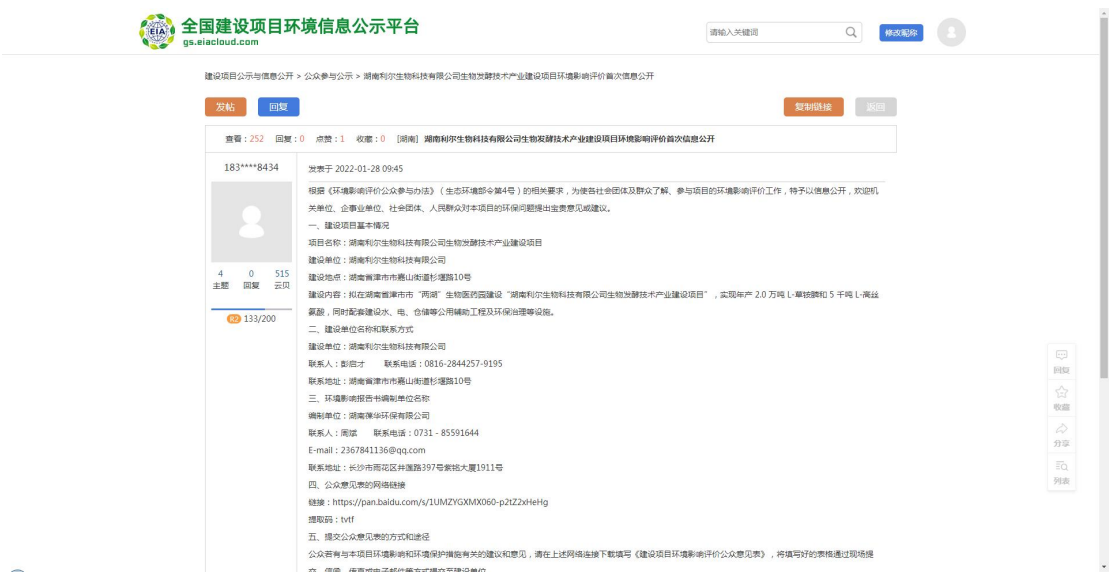 EIA
全国建设项目环境信息公示平台
gs.eiacloud.com
请输入关键词
修改昵称
建设项目公示与信息公开 > 公众参与公示 > 湖南利尔生物科技有限公司生物发酵技术产业建设项目环境影响评价首次信息公开
发帖 回复 复制链接 返回
查看：252 回复：0 点赞：1 收藏：0 [湖南] 湖南利尔生物科技有限公司生物发酵技术产业建设项目环境影响评价首次信息公开
183****8434
4 0 515
主题 回复 云贝
R2 133/200
发表于 2022-01-28 09:45
根据《环境影响评价公众参与办法》（生态环境部令第4号）的相关要求，为使各社会团体及群众了解、参与项目的环境影响评价工作，特予以信息公开，欢迎机
关单位、企事业单位、社会团体、人民群众对本项目的环保问题提出宝贵意见或建议。
一、建设项目基本情况
项目名称：湖南利尔生物科技有限公司生物发酵技术产业建设项目
建设单位：湖南利尔生物科技有限公司
建设地点：湖南省津市市嘉山街道杉堰路10号
建设内容：拟在湖南省津市市“两湖”生物医药园建设“湖南利尔生物科技有限公司生物发酵技术产业建设项目”，实现年产 2.0 万吨 L-草铵膦和 5 千吨 L-高丝
氨酸，同时配套建设水、电、仓储等公用辅助工程及环保治理等设施。
二、建设单位名称和联系方式
建设单位：湖南利尔生物科技有限公司
联系人：彭启才 联系电话：0816-2844257-9195
联系地址：湖南省津市市嘉山街道杉堰路10号
三、环境影响报告书编制单位名称
编制单位：湖南葆华环保有限公司
联系人：周斌 联系电话：0731 - 85591644
E-mail：2367841136@qq.com
联系地址：长沙市雨花区井莲路397号紫铭大厦1911号
四、公众意见表的网络链接
链接：https://pan.baidu.com/s/1UMZYGXMX060-p2tZ2xHeHg
提取码：tvtf
五、提交公众意见表的方式和途径
公众若有与本项目环境影响和环境保护措施有关的建议和意见，请在上述网络连接下载填写《建设项目环境影响评价公众意见表》，将填写好的表格通过现场提
交、信函、传真或电子邮件等方式提交至建设单位
回复
收藏
分享
列表